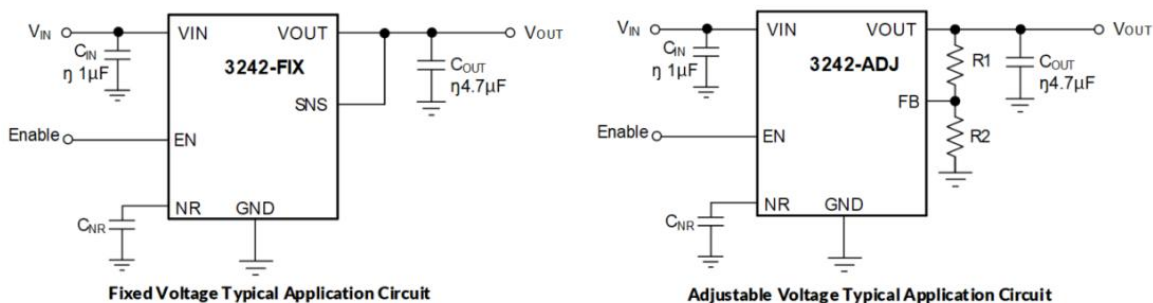 VIN
VIN
VOUT
VOUT
CIN
η 1μF
3242-FIX
COUT
η4.7μF
SNS
Enable
EN
NR
GND
CNR
Fixed Voltage Typical Application Circuit
VIN
VIN
VOUT
VOUT
CIN
η 1μF
3242-ADJ
R1
COUT
η4.7μF
FB
Enable
EN
R2
NR
GND
CNR
Adjustable Voltage Typical Application Circuit